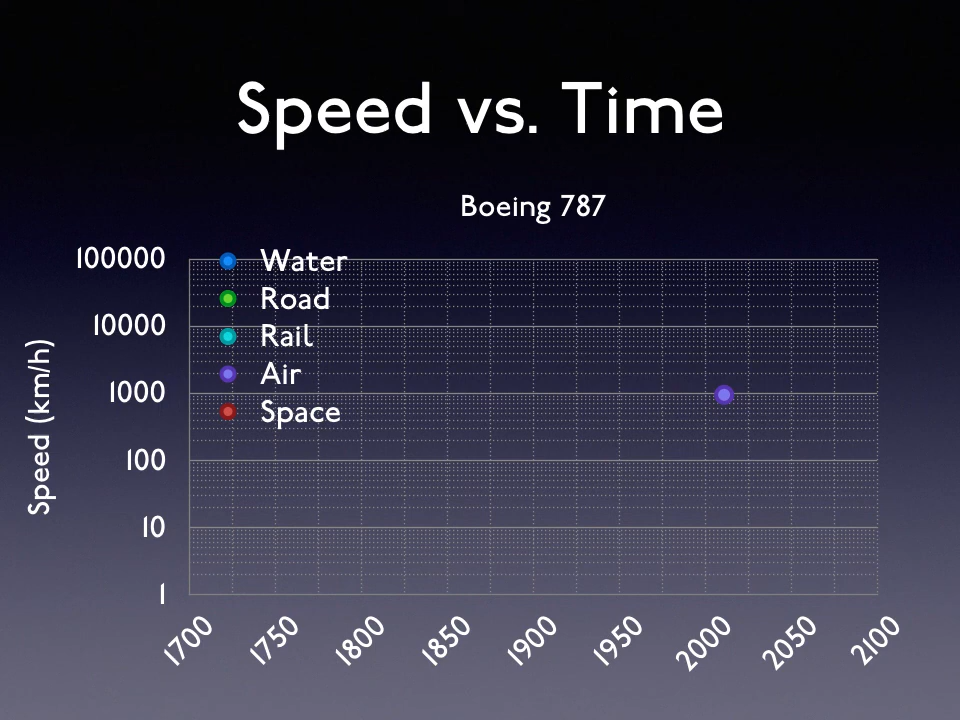 Speed vs. Time
Boeing 787
Speed (km/h)
100000
10000
1000
100
10
1
Water
Road
Rail
Air
Space
1700
1750
1800
1850
1900
1950
2000
2050
2100